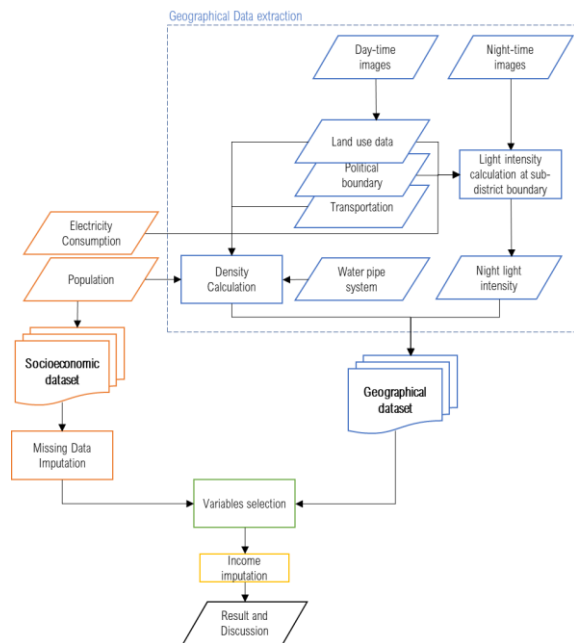 Geographical Data extraction
Day-time
images
Night-time
images
Land use data
Political
boundary
Transportation
Light intensity
calculation at sub-
district boundary
Electricity
Consumption
Population
Density
Calculation
Water pipe
system
Night light
intensity
Socioeconomic
dataset
Geographical
dataset
Missing Data
Imputation
Variables selection
Income
imputation
Result and
Discussion